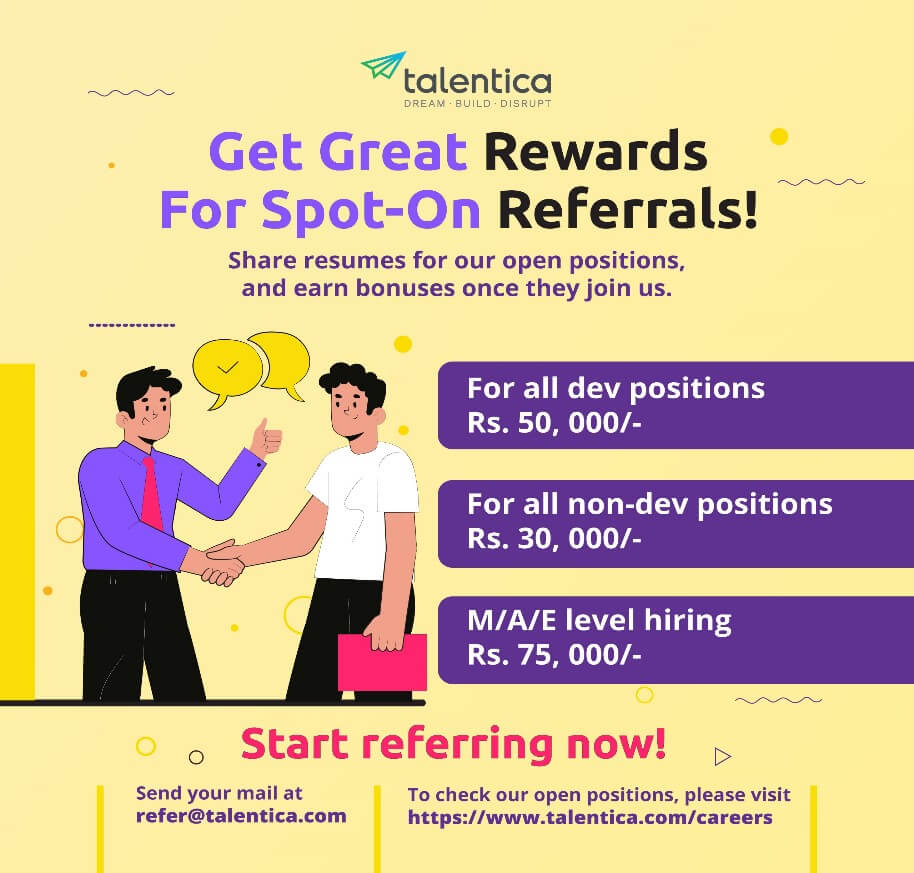 talentica
DREAM · BUILD · DISRUPT
Get Great Rewards
For Spot-On Referrals!
Share resumes for our open positions,
and earn bonuses once they join us.
For all dev positions
Rs. 50, 000/-
For all non-dev positions
Rs. 30, 000/-
M/A/E level hiring
Rs. 75, 000/-
Start referring now!
Send your mail at
refer@talentica.com
To check our open positions, please visit
https://www.talentica.com/careers